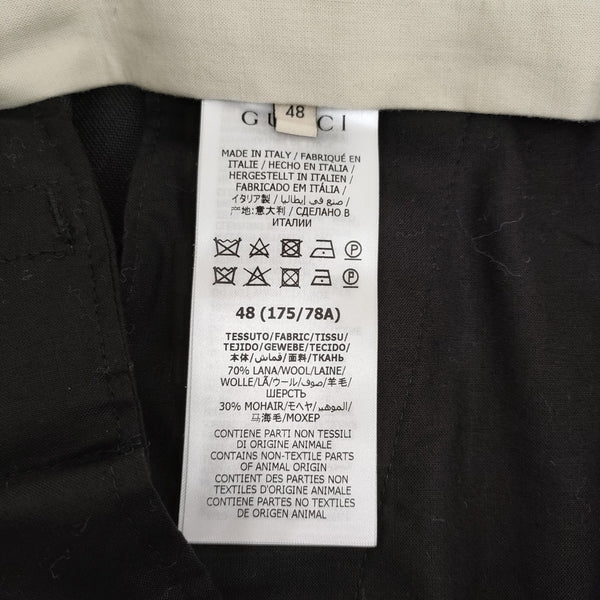 48
GUCCI
MADE IN ITALY / FABRIQUÉ EN
ITALIE / HECHO EN ITALIA /
HERGESTELLT IN ITALIEN /
FABRICADO EM ITÁLIA /
イタリア製 / صنع في إيطاليا /
产地:意大利 / СДЕЛАНО В
ИТАЛИИ
48 (175/78A)
TESSUTO/FABRIC/TISSU/
TEJIDO/GEWEBE/TECIDO/
本体/قماش/面料/ТКАНЬ
70% LANA/WOOL/LAINE/
WOLLE/LÃ/ウール/صوف/羊毛/
ШЕРСТЬ
30% MOHAIR/モヘヤ/الموهير/
马海毛/МОХЕР
CONTIENE PARTI NON TESSILI
DI ORIGINE ANIMALE
CONTAINS NON-TEXTILE PARTS
OF ANIMAL ORIGIN
CONTIENT DES PARTIES NON
TEXTILES D'ORIGINE ANIMALE
CONTIENE PARTES NO TEXTILES
DE ORIGEN ANIMAL